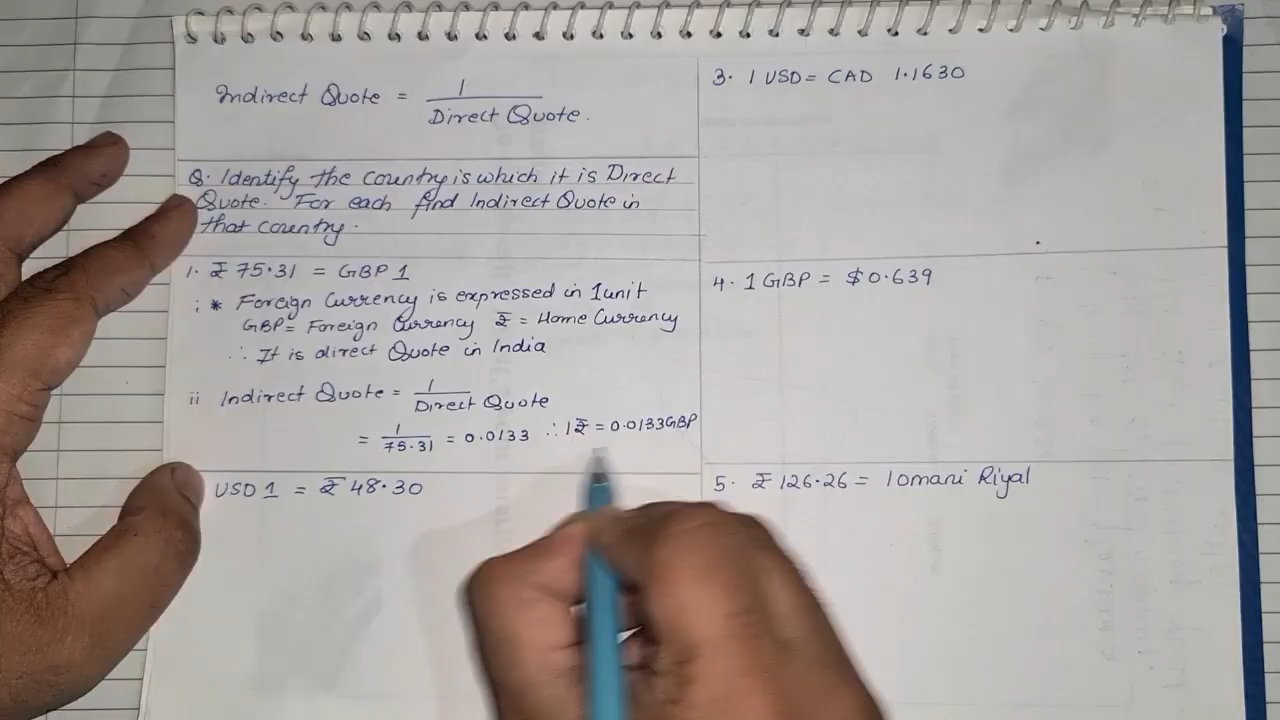 Indirect Quote = 1 / Direct Quote.
Q. Identify the country is which it is Direct
Quote. For each find Indirect Quote in
that country.
1. ₹ 75.31 = GBP 1
i * Foreign Currency is expressed in 1unit
GBP = Foreign Currency ₹ = Home Currency
∴ It is direct Quote in India
ii Indirect Quote = 1 / Direct Quote
= 1 / 75.31 = 0.0133 ∴ 1₹ = 0.0133GBP
USD 1 = ₹ 48.30
3. 1 USD = CAD 1.1630
4. 1 GBP = $0.639
5. ₹ 126.26 = 1 Omani Riyal